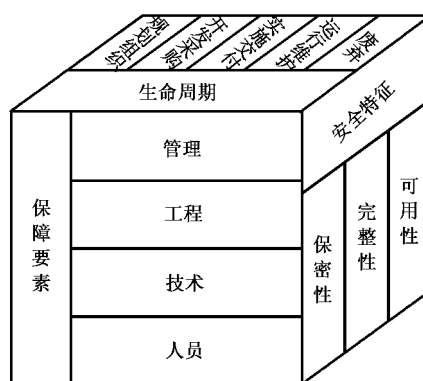 规划组织
开发采购
实施交付
运行维护
废弃
生命周期
安全特征
保障要素
管理
工程
技术
人员
保密性
完整性
可用性